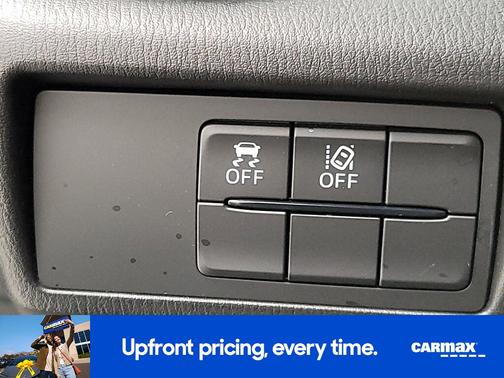 OFF
OFF
Upfront pricing, every time.
CARMAX